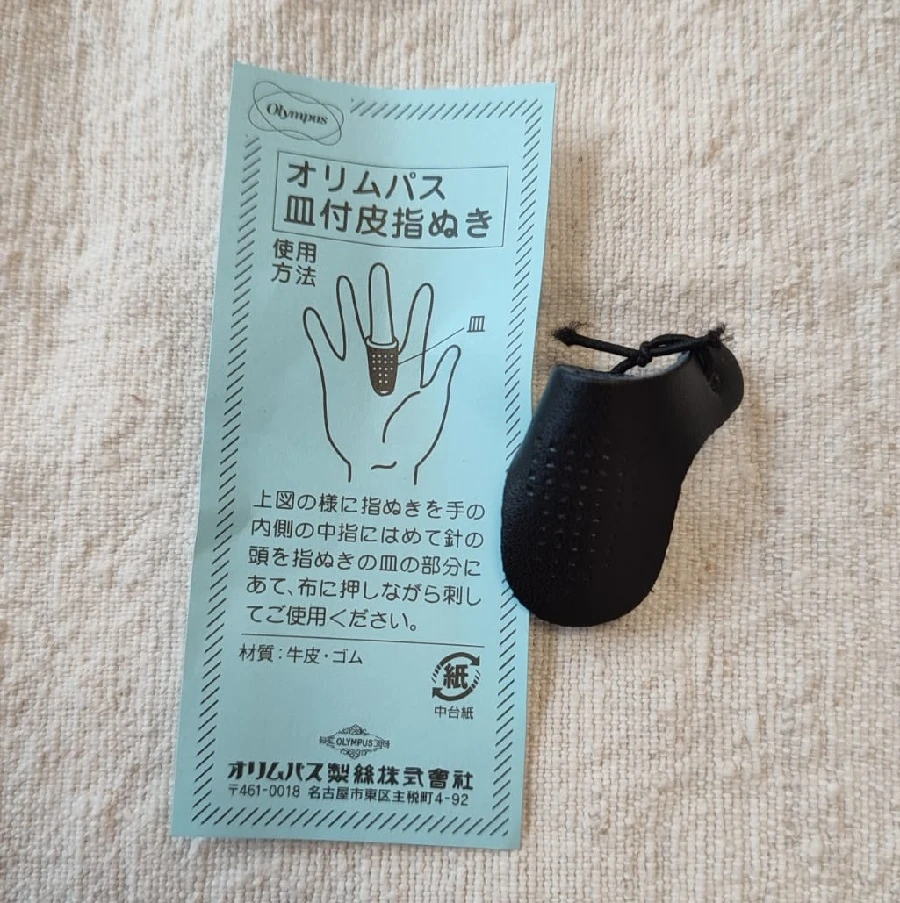 Olympus
オリムパス
皿付皮指ぬき
使用
方法
皿
上図の様に指ぬきを手の
内側の中指にはめて針の
頭を指ぬきの皿の部分に
あて、布に押しながら刺し
てご使用ください。
材質：牛皮・ゴム
紙
中台紙
OLYMPUS
オリムパス製絲株式會社
〒461-0018 名古屋市東区主税町4-92